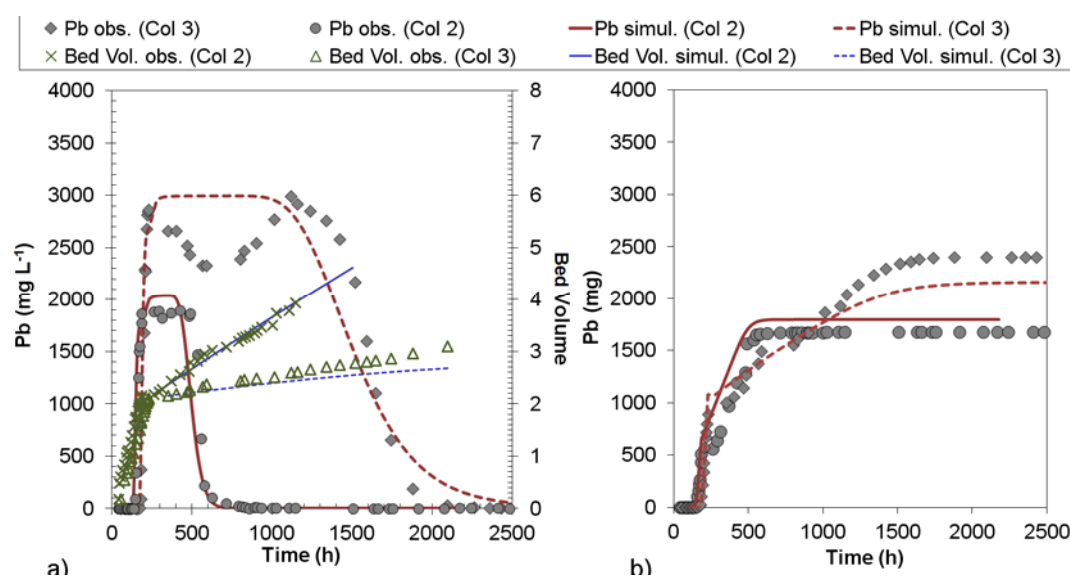 Pb obs. (Col 3) Pb obs. (Col 2) Pb simul. (Col 2) Pb simul. (Col 3)
Bed Vol. obs. (Col 2) Bed Vol. obs. (Col 3) Bed Vol. simul. (Col 2) Bed Vol. simul. (Col 3)
4000
3500
3000
2500
2000
1500
1000
500
0
Pb (mg L⁻¹)
8
7
6
5
4
3
2
1
0
Bed Volume
0 500 1000 1500 2000 2500
Time (h)
a)
4000
3500
3000
2500
2000
1500
1000
500
0
Pb (mg)
0 500 1000 1500 2000 2500
Time (h)
b)